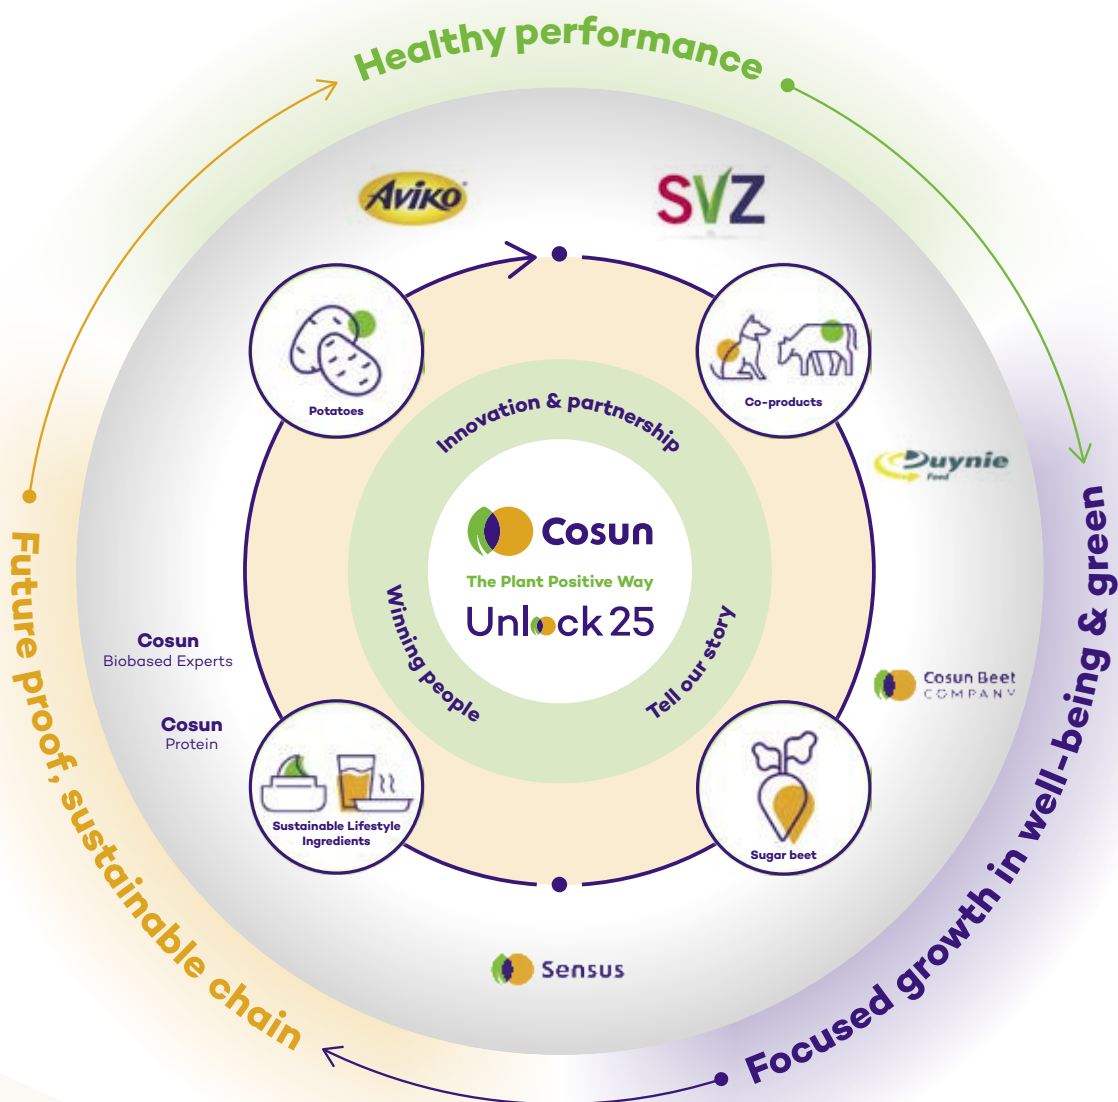 Healthy performance
Aviko
SVZ
Potatoes
Co-products
Innovation & partnership
Duynie
Feed
Cosun
The Plant Positive Way
Unlock 25
Winning people
Tell our story
Cosun
Biobased Experts
Cosun
Protein
Cosun Beet
COMPANY
Sustainable Lifestyle
Ingredients
Sugar beet
Sensus
Future proof, sustainable chain
Focused growth in well-being & green